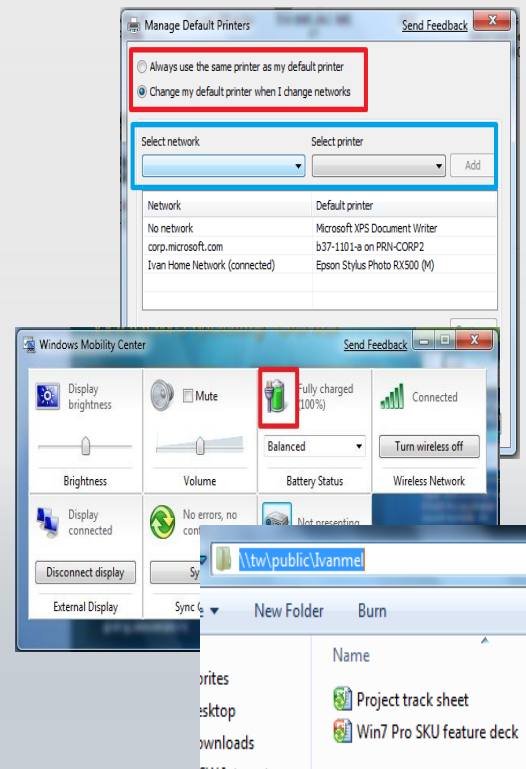 Manage Default Printers Send Feedback
Always use the same printer as my default printer
Change my default printer when I change networks
Select network Select printer
Add
Network Default printer
No network Microsoft XPS Document Writer
corp.microsoft.com b37-1101-a on PRN-CORP2
Ivan Home Network (connected) Epson Stylus Photo RX500 (M)
Windows Mobility Center Send Feedback
Display brightness
Mute
Fully charged (100%)
Connected
Balanced Turn wireless off
Brightness Volume Battery Status Wireless Network
Display connected
No errors, no
Not presenting
Disconnect display
External Display Sync
\\tw\public\Ivanmel
New Folder Burn
Name
Project track sheet
Win7 Pro SKU feature deck